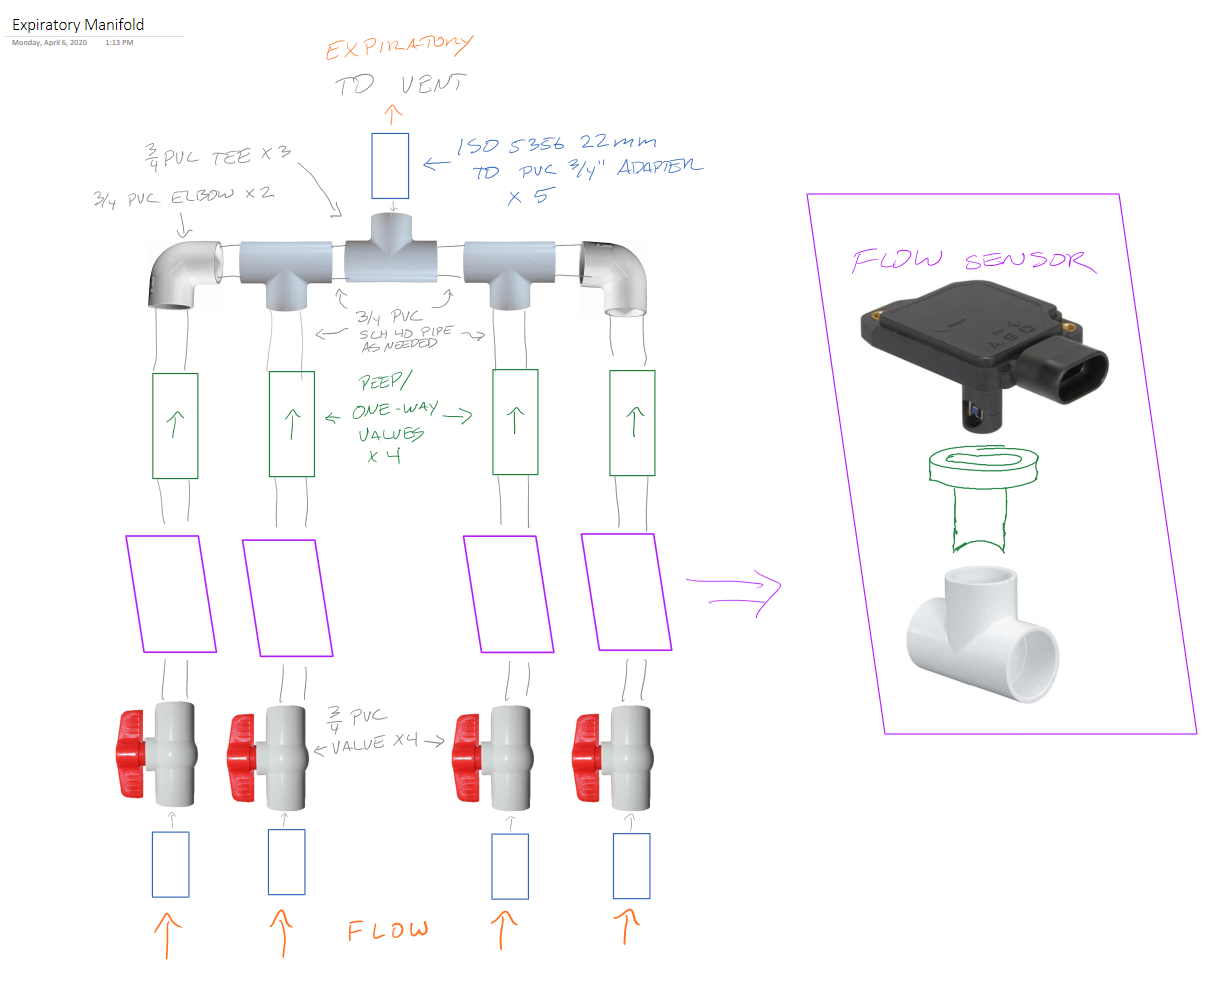 Expiratory Manifold
Monday, April 6, 2020 1:13 PM
EXPIRATORY
TO VENT
3/4 PVC TEE x 3
3/4 PVC ELBOW x 2
ISO 5356 22mm
TO PVC 3/4" ADAPTER
x 5
FLOW SENSOR
3/4 PVC
SCH 40 PIPE
AS NEEDED
PEEP/
ONE-WAY
VALVES
x 4
3/4 PVC
VALVE x4
FLOW